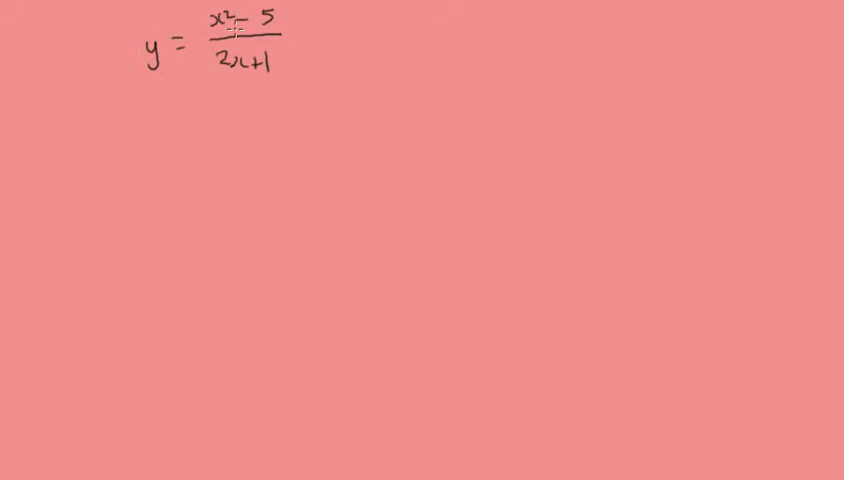 y = x² - 5 / 2x+1